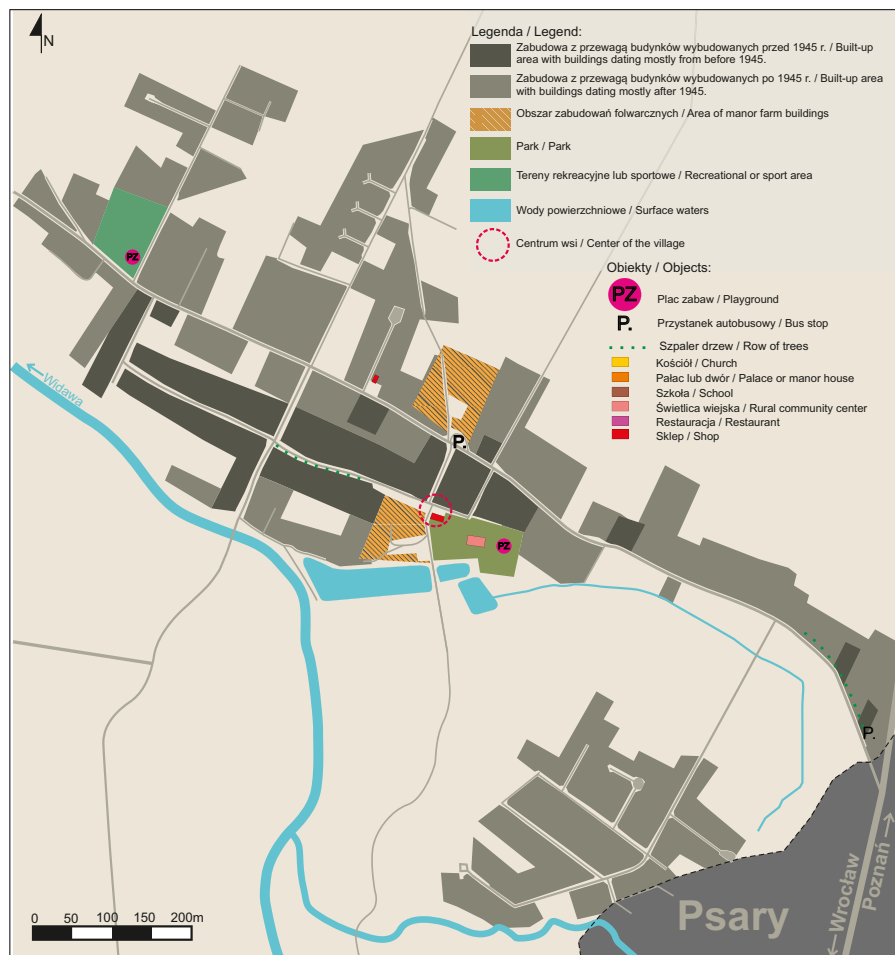 N
Legenda / Legend:
Zabudowa z przewagą budynków wybudowanych przed 1945 r. / Built-up
area with buildings dating mostly from before 1945.
Zabudowa z przewagą budynków wybudowanych po 1945 r. / Built-up area
with buildings dating mostly after 1945.
Obszar zabudowań folwarcznych / Area of manor farm buildings
Park / Park
Tereny rekreacyjne lub sportowe / Recreational or sport area
Wody powierzchniowe / Surface waters
Centrum wsi / Center of the village
Obiekty / Objects:
PZ Plac zabaw / Playground
P. Przystanek autobusowy / Bus stop
Szpaler drzew / Row of trees
Kościół / Church
Pałac lub dwór / Palace or manor house
Szkoła / School
Świetlica wiejska / Rural community center
Restauracja / Restaurant
Sklep / Shop
PZ
←Widawa
P.
PZ
P.
←Wrocław
Poznań→
Psary
0 50 100 150 200m